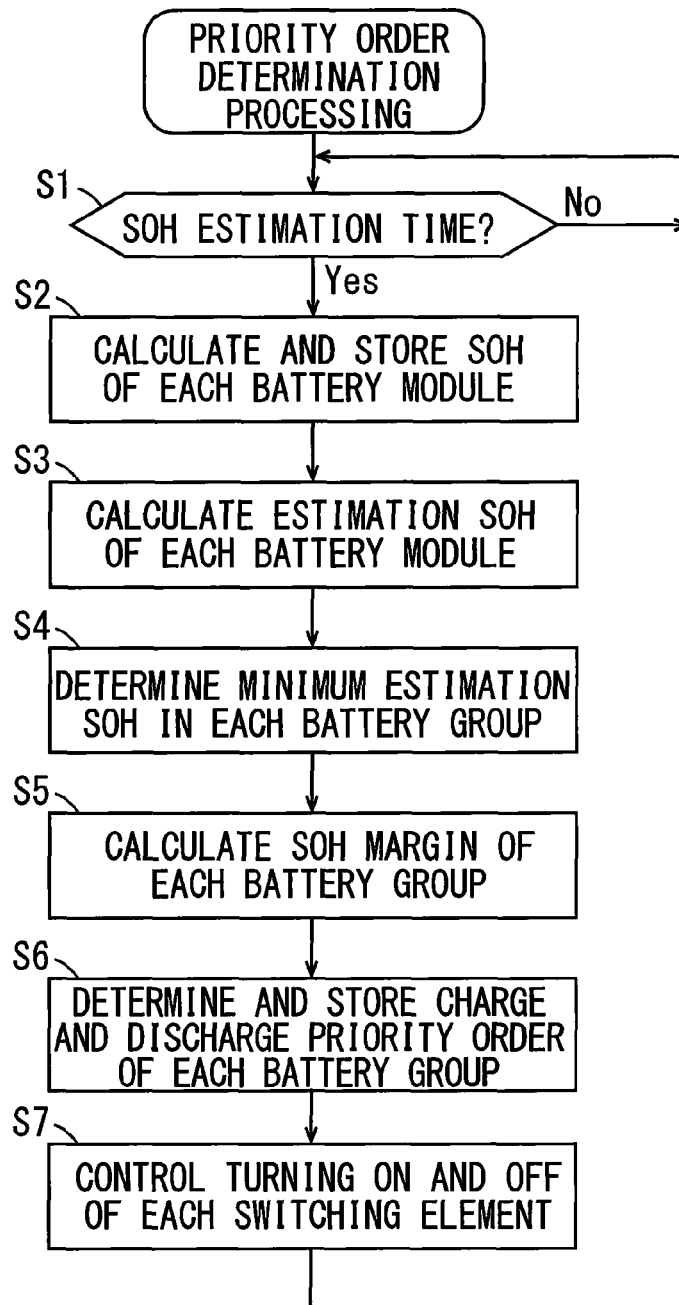 PRIORITY ORDER
DETERMINATION
PROCESSING
S1
SOH ESTIMATION TIME?
No
Yes
S2
CALCULATE AND STORE SOH
OF EACH BATTERY MODULE
S3
CALCULATE ESTIMATION SOH
OF EACH BATTERY MODULE
S4
DETERMINE MINIMUM ESTIMATION
SOH IN EACH BATTERY GROUP
S5
CALCULATE SOH MARGIN OF
EACH BATTERY GROUP
S6
DETERMINE AND STORE CHARGE
AND DISCHARGE PRIORITY ORDER
OF EACH BATTERY GROUP
S7
CONTROL TURNING ON AND OFF
OF EACH SWITCHING ELEMENT